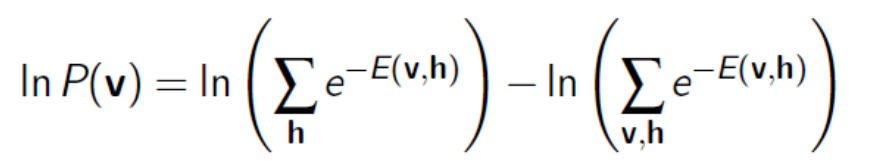 ln P(v) = ln (∑_h e^{-E(v,h)}) − ln (∑_{v,h} e^{-E(v,h)})